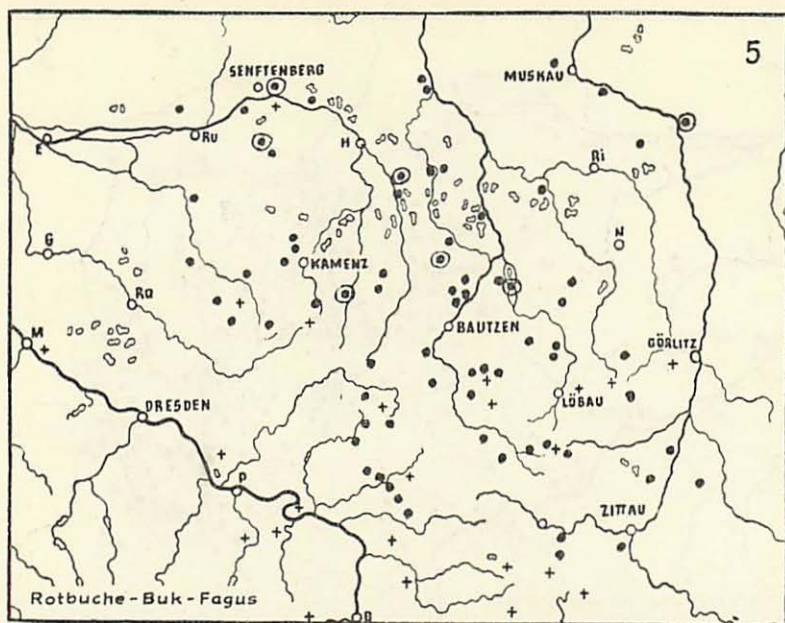 5
SENFTENBERG
MUSKAU
E
RU
H
Ri
G
KAMENZ
N
Ra
M
BAUTZEN
GÖRLITZ
DRESDEN
LÖBAU
P
ZITTAU
Rotbuche-Buk-Fagus
B